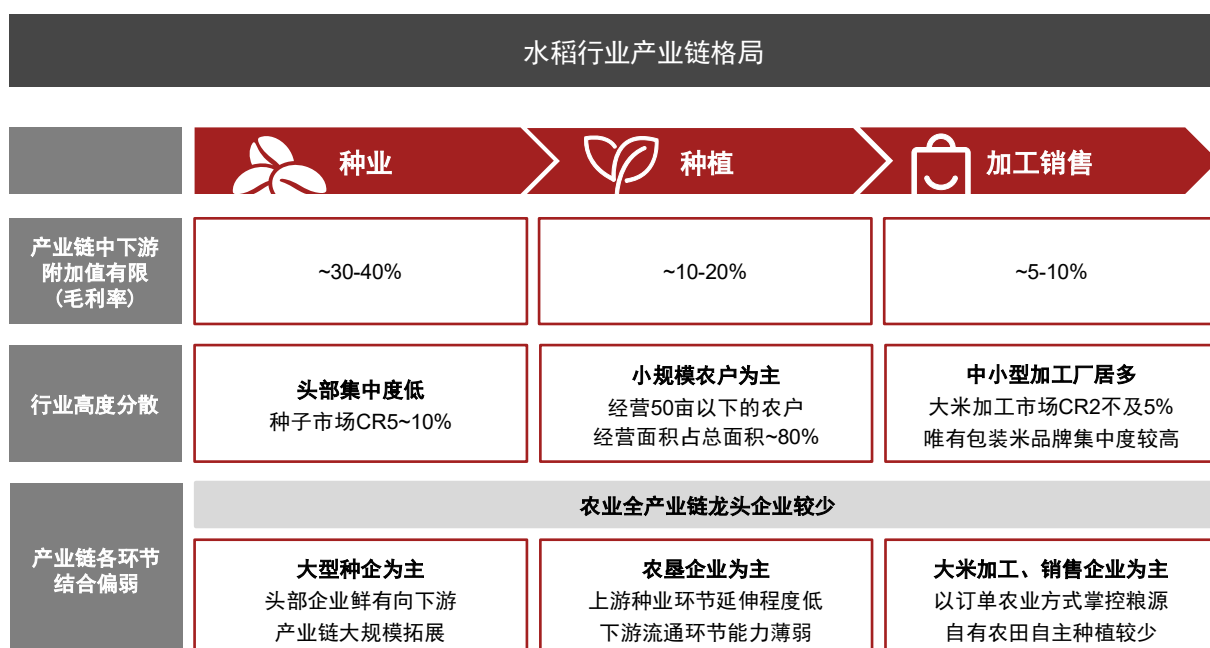 水稻行业产业链格局
种业
种植
加工销售
产业链中下游
附加值有限
(毛利率)
~30-40%
~10-20%
~5-10%
行业高度分散
头部集中度低
种子市场CR5~10%
小规模农户为主
经营50亩以下的农户
经营面积占总面积~80%
中小型加工厂居多
大米加工市场CR2不及5%
唯有包装米品牌集中度较高
产业链各环节
结合偏弱
农业全产业链龙头企业较少
大型种企为主
头部企业鲜有向下游
产业链大规模拓展
农垦企业为主
上游种业环节延伸程度低
下游流通环节能力薄弱
大米加工、销售企业为主
以订单农业方式掌控粮源
自有农田自主种植较少